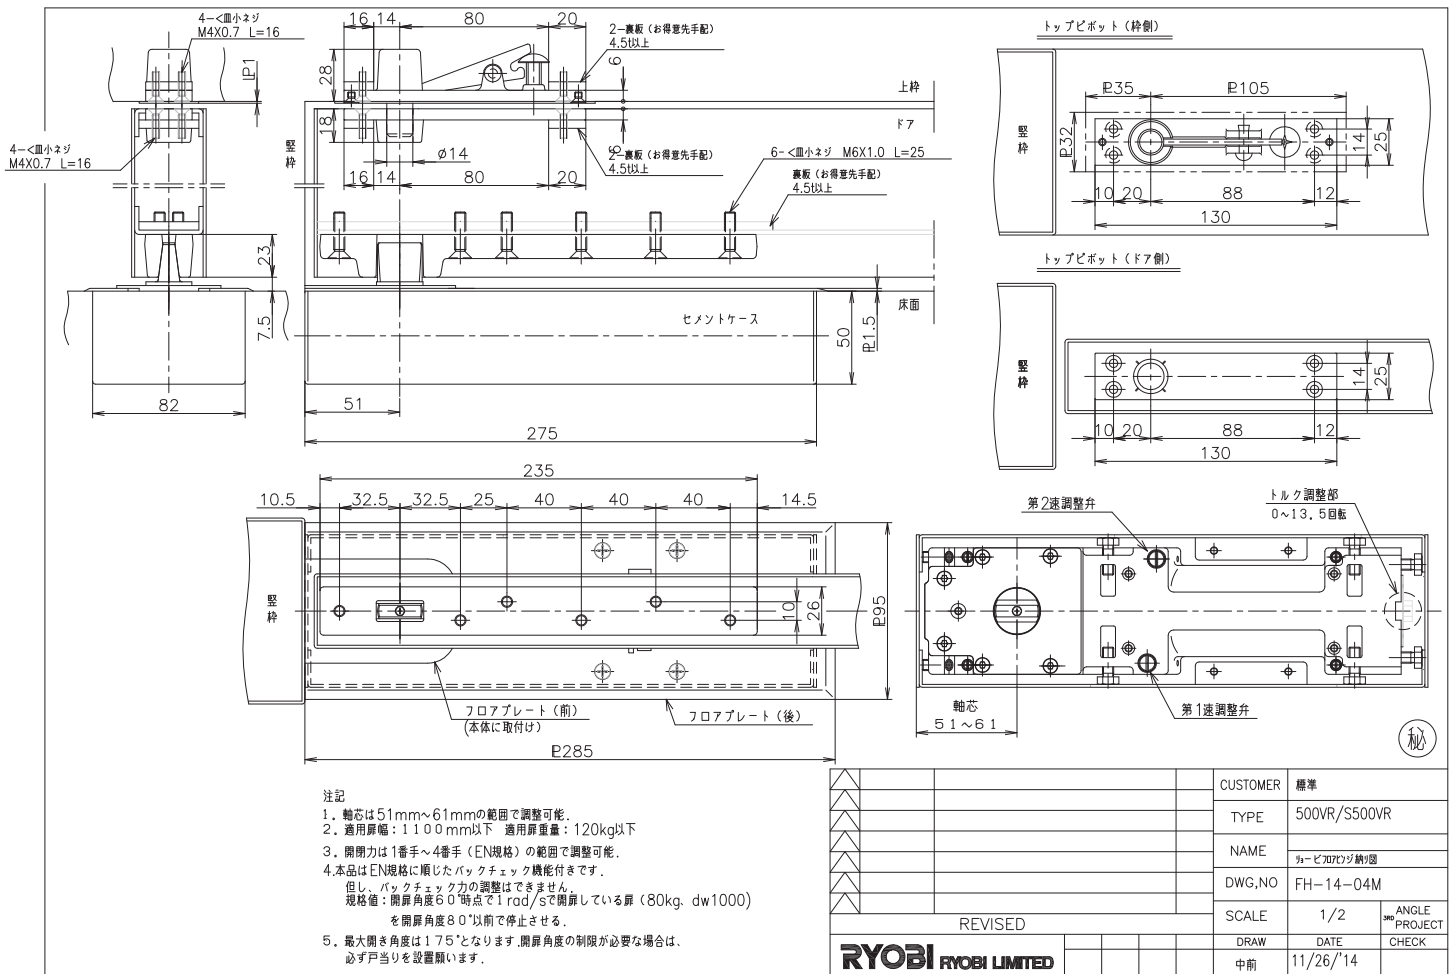 4-<皿小ネジ
M4X0.7 L=16
4-<皿小ネジ
M4X0.7 L=16
P1
23
7.5
82
16
14
80
20
28
18
6
6
2-裏板（お得意先手配）
4.5t以上
2-裏板（お得意先手配）
4.5t以上
上枠
ドア
竪枠
ø14
16
14
80
20
6-<皿小ネジ M6X1.0 L=25
裏板（お得意先手配）
4.5t以上
床面
セメントケース
50
PL1.5
51
275
トップピボット（枠側）
竪枠
PL35
PL105
PL32
14
25
10
20
88
12
130
トップピボット（ドア側）
竪枠
14
25
10
20
88
12
130
235
10.5
32.5
32.5
25
40
40
40
14.5
竪枠
10
26
PL95
フロアプレート（前）
(本体に取付け)
フロアプレート（後）
PL285
第2速調整弁
トルク調整部
0～13.5回転
軸芯
51～61
第1速調整弁
秘
注記
1. 軸芯は51mm～61mmの範囲で調整可能.
2. 適用扉幅：1100mm以下 適用扉重量：120kg以下
3. 開閉力は1番手～4番手（EN規格）の範囲で調整可能.
4.本品はEN規格に順じたバックチェック機能付きです.
但し、バックチェック力の調整はできません.
規格値：開扉角度60°時点で1rad/sで開扉している扉（80kg、dw1000)
を開扉角度80°以前で停止させる.
5. 最大開き角度は175°となります.開扉角度の制限が必要な場合は、
必ず戸当りを設置願います.
REVISED
RYOBI RYOBI LIMITED
CUSTOMER 標準
TYPE 500VR/S500VR
NAME リョービフロアヒンジ納り図
DWG,NO FH-14-04M
SCALE 1/2 3RD ANGLE PROJECT
DRAW DATE CHECK
中前 11/26/'14